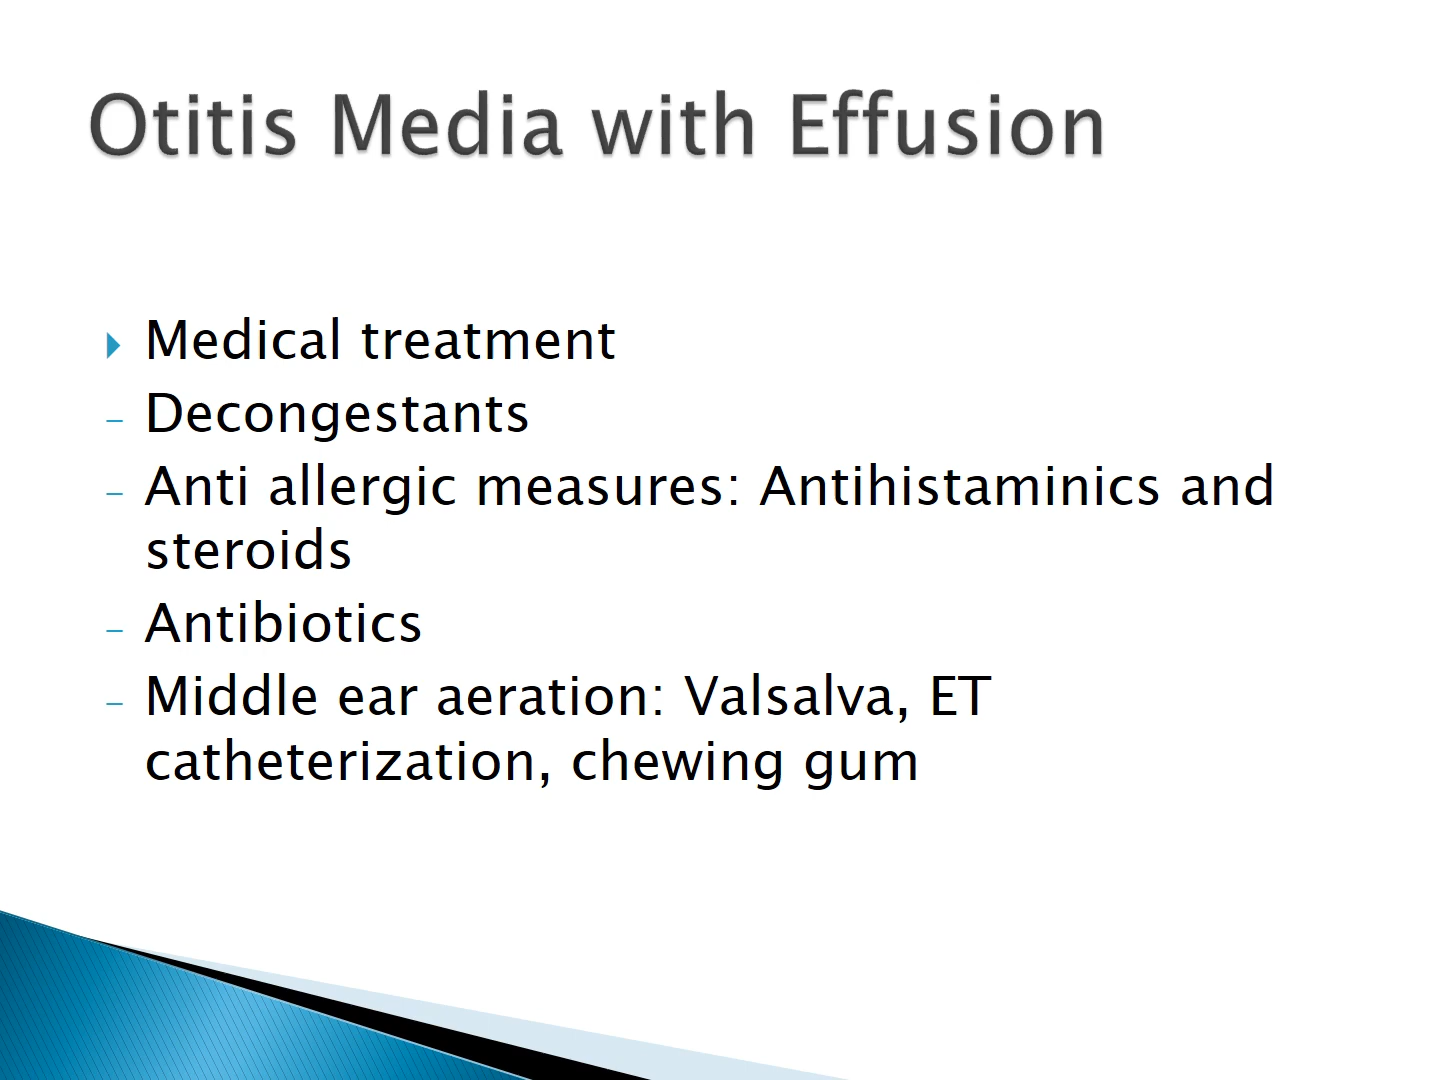 Otitis Media with Effusion
Medical treatment
– Decongestants
– Anti allergic measures: Antihistaminics and
steroids
– Antibiotics
– Middle ear aeration: Valsalva, ET
catheterization, chewing gum